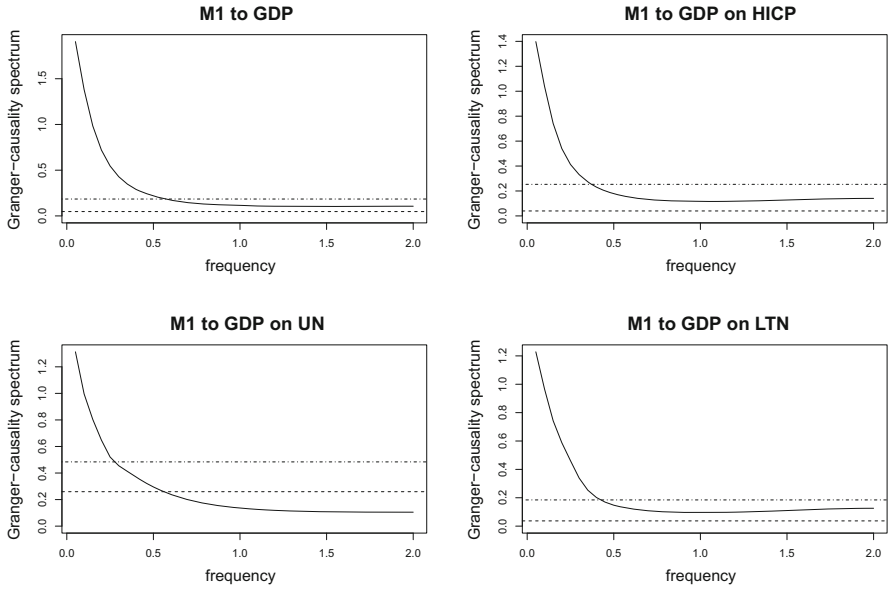 M1 to GDP
Granger−causality spectrum
0.0 0.5 1.0 1.5
0.0 0.5 1.0 1.5 2.0
frequency
M1 to GDP on HICP
Granger−causality spectrum
0.0 0.2 0.4 0.6 0.8 1.0 1.2 1.4
0.0 0.5 1.0 1.5 2.0
frequency
M1 to GDP on UN
Granger−causality spectrum
0.0 0.2 0.4 0.6 0.8 1.0 1.2
0.0 0.5 1.0 1.5 2.0
frequency
M1 to GDP on LTN
Granger−causality spectrum
0.0 0.2 0.4 0.6 0.8 1.0 1.2
0.0 0.5 1.0 1.5 2.0
frequency